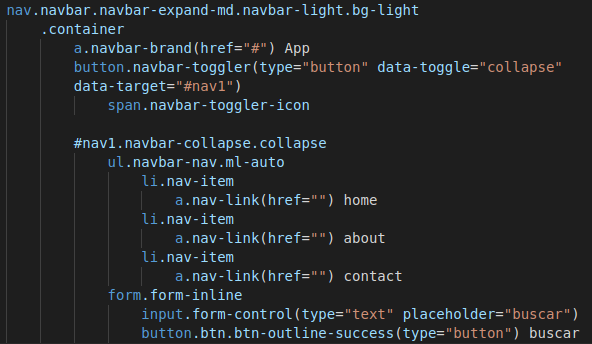 nav.navbar.navbar-expand-md.navbar-light.bg-light
    .container
        a.navbar-brand(href="#") App
        button.navbar-toggler(type="button" data-toggle="collapse"
        data-target="#nav1")
            span.navbar-toggler-icon

        #nav1.navbar-collapse.collapse
            ul.navbar-nav.ml-auto
                li.nav-item
                    a.nav-link(href="") home
                li.nav-item
                    a.nav-link(href="") about
                li.nav-item
                    a.nav-link(href="") contact
            form.form-inline
                input.form-control(type="text" placeholder="buscar")
                button.btn.btn-outline-success(type="button") buscar